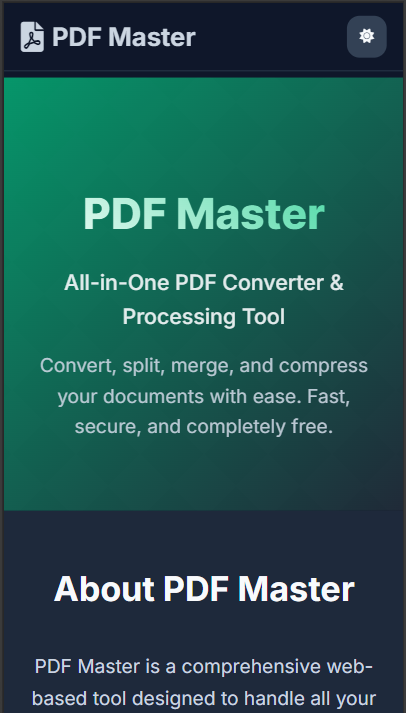 PDF Master
PDF Master
All-in-One PDF Converter &
Processing Tool
Convert, split, merge, and compress
your documents with ease. Fast,
secure, and completely free.
About PDF Master
PDF Master is a comprehensive web-
based tool designed to handle all your